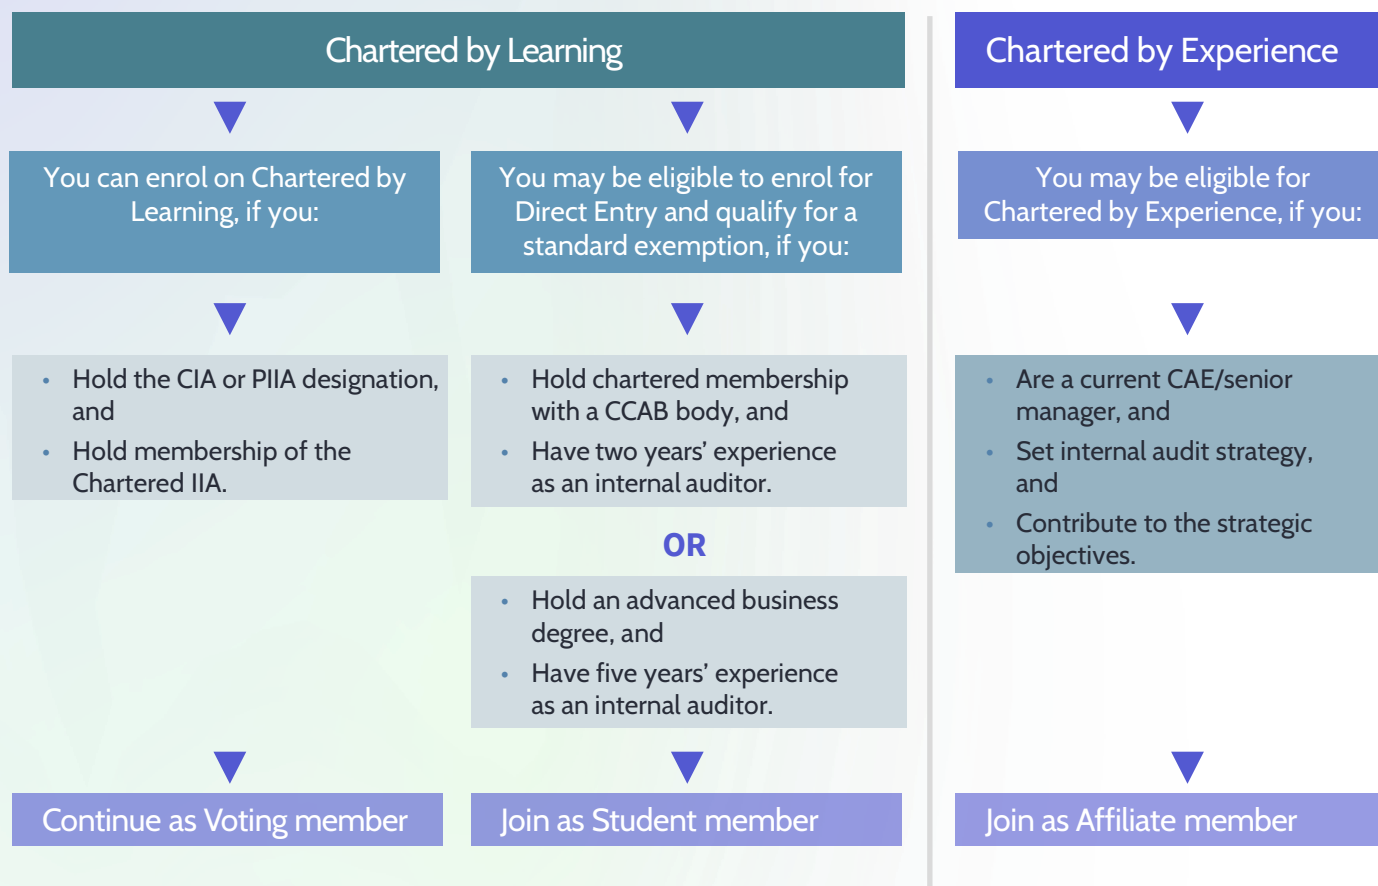 Chartered by Learning
You can enrol on Chartered by
Learning, if you:
• Hold the CIA or PIIA designation,
and
• Hold membership of the
Chartered IIA.
Continue as Voting member
You may be eligible to enrol for
Direct Entry and qualify for a
standard exemption, if you:
• Hold chartered membership
with a CCAB body, and
• Have two years’ experience
as an internal auditor.
OR
• Hold an advanced business
degree, and
• Have five years’ experience
as an internal auditor.
Join as Student member
Chartered by Experience
You may be eligible for
Chartered by Experience, if you:
• Are a current CAE/senior
manager, and
• Set internal audit strategy,
and
• Contribute to the strategic
objectives.
Join as Affiliate member